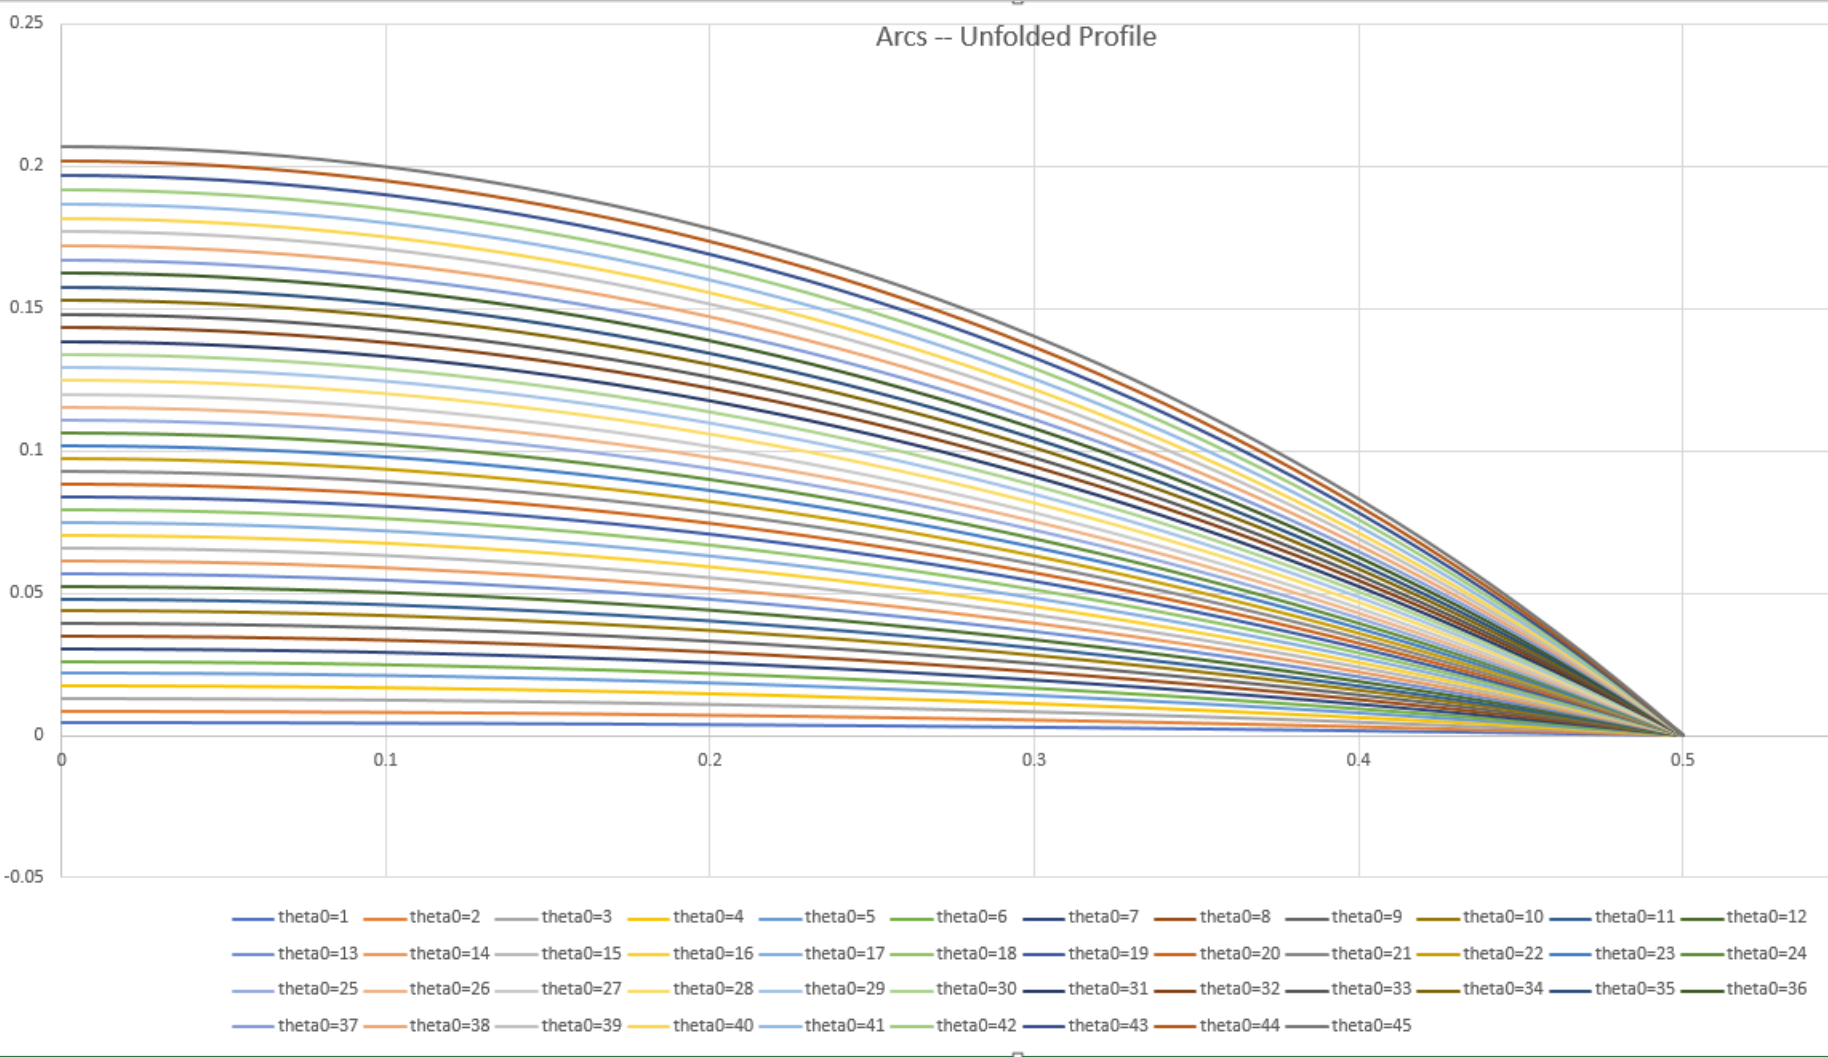 Arcs -- Unfolded Profile
0.25
0.2
0.15
0.1
0.05
0
-0.05
0 0.1 0.2 0.3 0.4 0.5
theta0=1 theta0=2 theta0=3 theta0=4 theta0=5 theta0=6 theta0=7 theta0=8 theta0=9 theta0=10 theta0=11 theta0=12
theta0=13 theta0=14 theta0=15 theta0=16 theta0=17 theta0=18 theta0=19 theta0=20 theta0=21 theta0=22 theta0=23 theta0=24
theta0=25 theta0=26 theta0=27 theta0=28 theta0=29 theta0=30 theta0=31 theta0=32 theta0=33 theta0=34 theta0=35 theta0=36
theta0=37 theta0=38 theta0=39 theta0=40 theta0=41 theta0=42 theta0=43 theta0=44 theta0=45